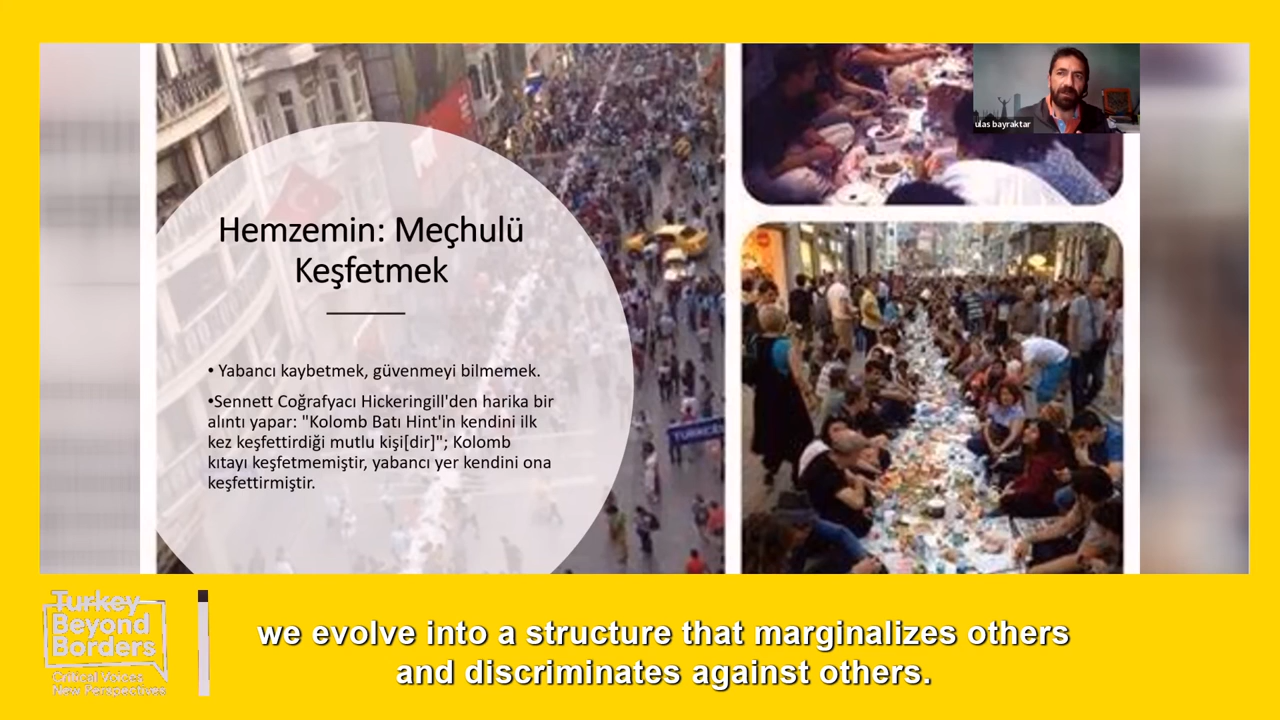 ulas bayraktar
Hemzemin: Meçhulü
Keşfetmek
• Yabancı kaybetmek, güvenmeyi bilmemek.
•Sennett Coğrafyacı Hickeringill'den harika bir
alıntı yapar: "Kolomb Batı Hint'in kendini ilk
kez keşfettirdiği mutlu kişi[dir]"; Kolomb
kıtayı keşfetmemiştir, yabancı yer kendini ona
keşfettirmiştir.
Turkey
Beyond
Borders
Critical Voices
New Perspectives
we evolve into a structure that marginalizes others
and discriminates against others.